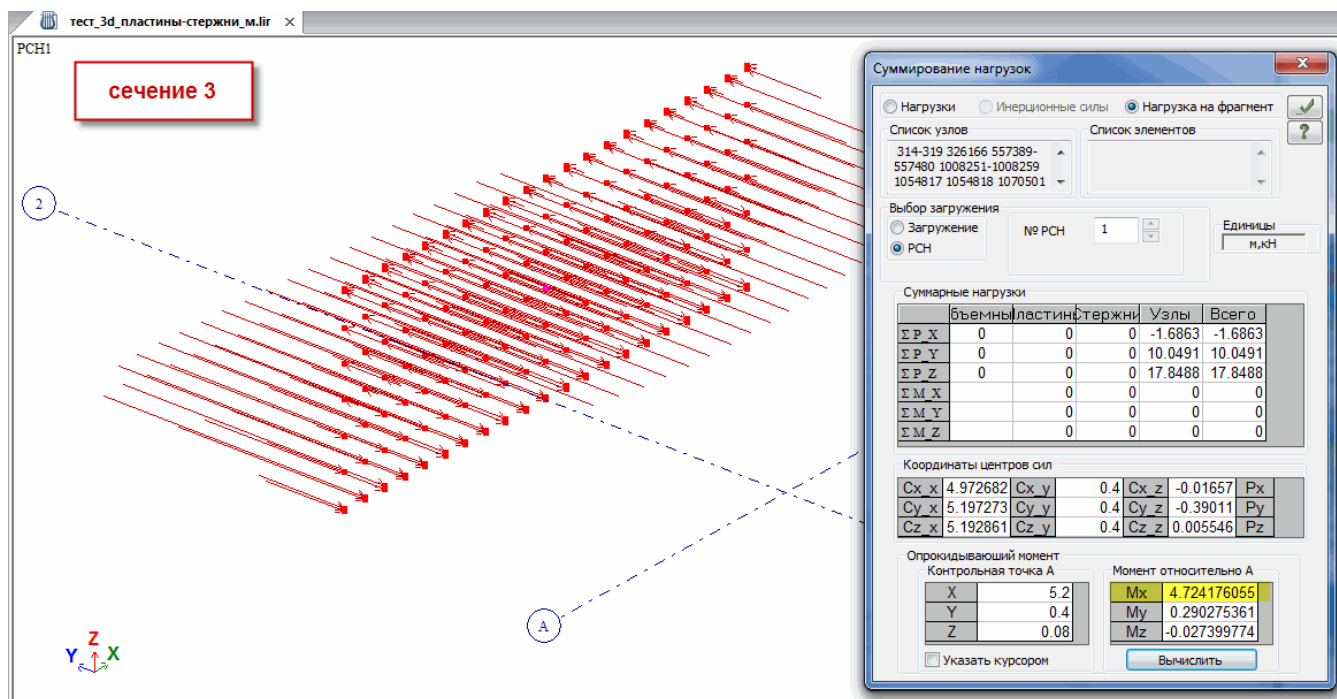 тест_3d_пластины-стержни_м.lir ×
РСН1
сечение 3
2
A
Z
Y X
Суммирование нагрузок
Нагрузки Инерционные силы Нагрузка на фрагмент
Список узлов Список элементов
314-319 326166 557389-
557480 1008251-1008259
1054817 1054818 1070501
Выбор загружения
Загружение
РСН
№ РСН 1
Единицы
м,кН
Суммарные нагрузки
бъемны Пластины Стержни Узлы Всего
Σ P_X 0 0 0 -1.6863 -1.6863
Σ P_Y 0 0 0 10.0491 10.0491
Σ P_Z 0 0 0 17.8488 17.8488
Σ M_X 0 0 0 0
Σ M_Y 0 0 0 0
Σ M_Z 0 0 0 0
Координаты центров сил
Cx_x 4.972682 Cx_y 0.4 Cx_z -0.01657 Px
Cy_x 5.197273 Cy_y 0.4 Cy_z -0.39011 Py
Cz_x 5.192861 Cz_y 0.4 Cz_z 0.005546 Pz
Опрокидывающий момент
Контрольная точка А Момент относительно А
X 5.2 Mx 4.724176055
Y 0.4 My 0.290275361
Z 0.08 Mz -0.027399774
Указать курсором Вычислить